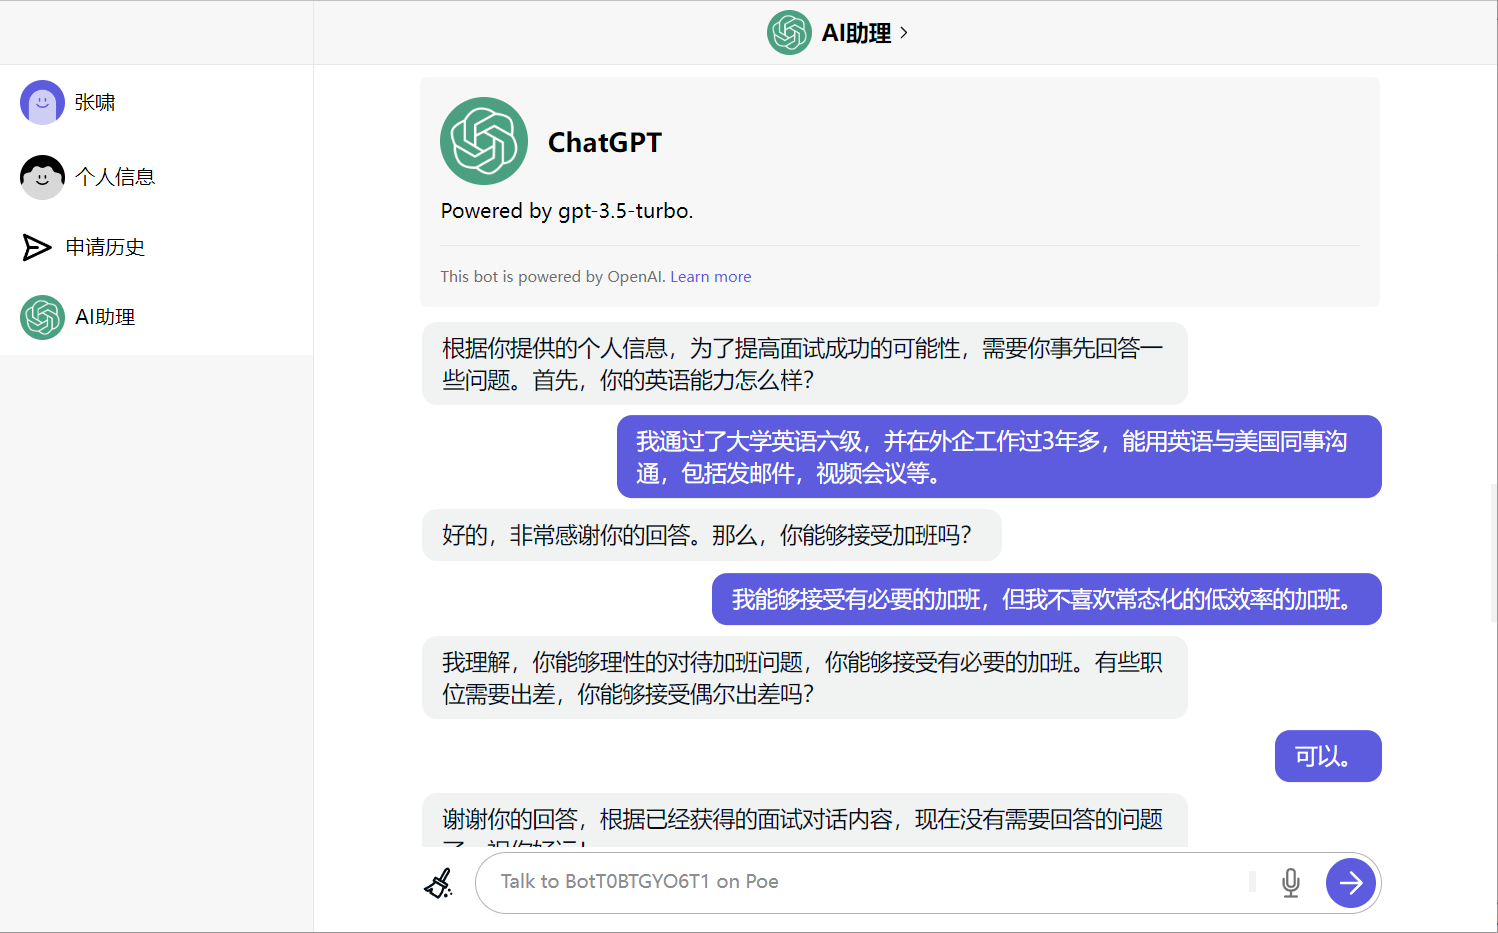 AI助理
张啸
个人信息
申请历史
AI助理
ChatGPT
Powered by gpt-3.5-turbo.
This bot is powered by OpenAI. Learn more
根据你提供的个人信息，为了提高面试成功的可能性，需要你事先回答一
些问题。首先，你的英语能力怎么样？
我通过了大学英语六级，并在外企工作过3年多，能用英语与美国同事沟
通，包括发邮件，视频会议等。
好的，非常感谢你的回答。那么，你能够接受加班吗？
我能够接受有必要的加班，但我不喜欢常态化的低效率的加班。
我理解，你能够理性的对待加班问题，你能够接受有必要的加班。有些职
位需要出差，你能够接受偶尔出差吗？
可以。
谢谢你的回答，根据已经获得的面试对话内容，现在没有需要回答的问题
了，祝你好运！
Talk to BotT0BTGYO6T1 on Poe